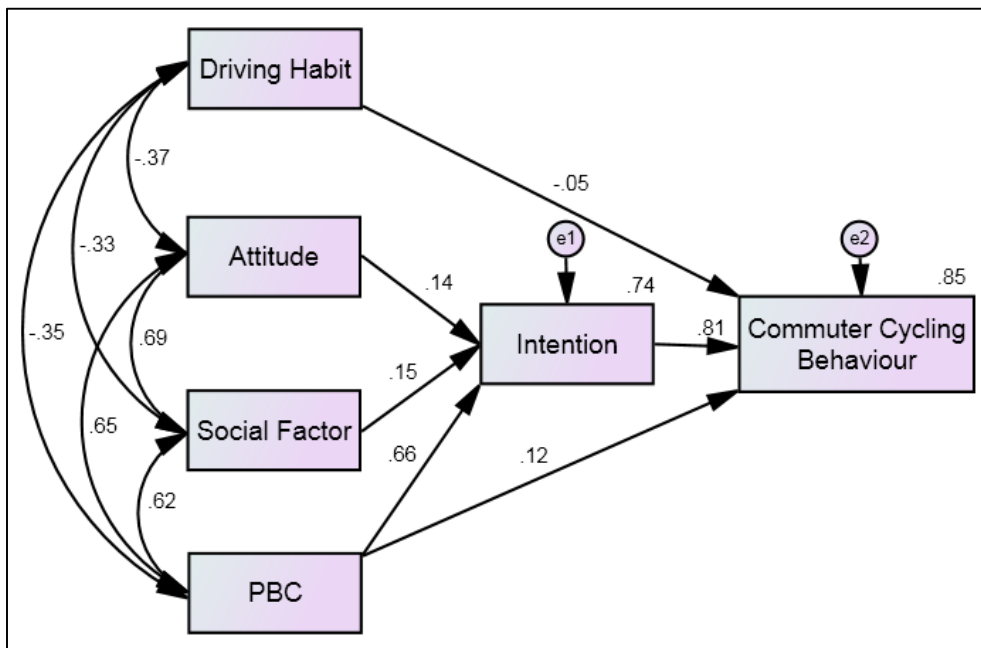 Driving Habit
-.37
-.05
-.33
Attitude
e1
e2
.14
.74
.85
-.35
.69
Intention
.81
Commuter Cycling
Behaviour
.15
.65
Social Factor
.66
.12
.62
PBC